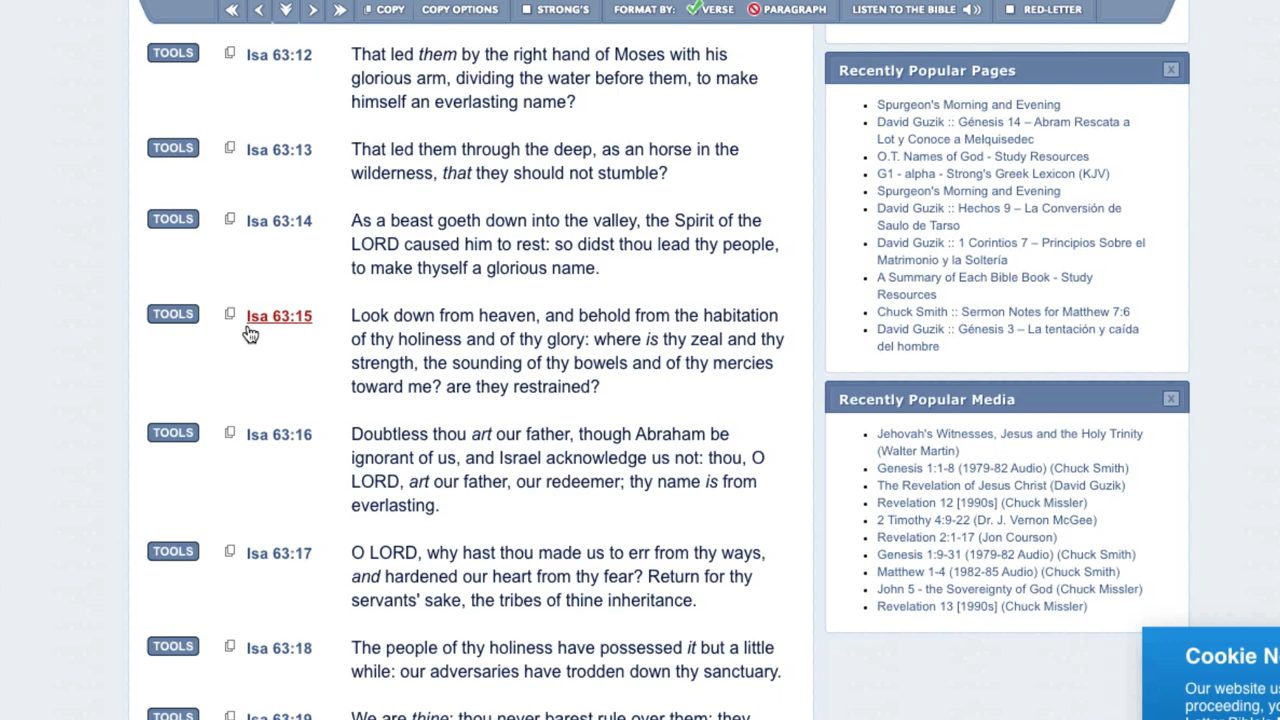 COPY COPY OPTIONS STRONG'S FORMAT BY: VERSE PARAGRAPH LISTEN TO THE BIBLE RED-LETTER
TOOLS Isa 63:12 That led them by the right hand of Moses with his
glorious arm, dividing the water before them, to make
himself an everlasting name?
TOOLS Isa 63:13 That led them through the deep, as an horse in the
wilderness, that they should not stumble?
TOOLS Isa 63:14 As a beast goeth down into the valley, the Spirit of the
LORD caused him to rest: so didst thou lead thy people,
to make thyself a glorious name.
TOOLS Isa 63:15 Look down from heaven, and behold from the habitation
of thy holiness and of thy glory: where is thy zeal and thy
strength, the sounding of thy bowels and of thy mercies
toward me? are they restrained?
TOOLS Isa 63:16 Doubtless thou art our father, though Abraham be
ignorant of us, and Israel acknowledge us not: thou, O
LORD, art our father, our redeemer; thy name is from
everlasting.
TOOLS Isa 63:17 O LORD, why hast thou made us to err from thy ways,
and hardened our heart from thy fear? Return for thy
servants' sake, the tribes of thine inheritance.
TOOLS Isa 63:18 The people of thy holiness have possessed it but a little
while: our adversaries have trodden down thy sanctuary.
TOOLS Isa 63:19 We are thine: thou never barest rule over them; they
Recently Popular Pages
Spurgeon's Morning and Evening
David Guzik :: Génesis 14 – Abram Rescata a
Lot y Conoce a Melquisedec
O.T. Names of God - Study Resources
G1 - alpha - Strong's Greek Lexicon (KJV)
Spurgeon's Morning and Evening
David Guzik :: Hechos 9 – La Conversión de
Saulo de Tarso
David Guzik :: 1 Corintios 7 – Principios Sobre el
Matrimonio y la Soltería
A Summary of Each Bible Book - Study
Resources
Chuck Smith :: Sermon Notes for Matthew 7:6
David Guzik :: Génesis 3 – La tentación y caída
del hombre
Recently Popular Media
Jehovah's Witnesses, Jesus and the Holy Trinity
(Walter Martin)
Genesis 1:1-8 (1979-82 Audio) (Chuck Smith)
The Revelation of Jesus Christ (David Guzik)
Revelation 12 [1990s] (Chuck Missler)
2 Timothy 4:9-22 (Dr. J. Vernon McGee)
Revelation 2:1-17 (Jon Courson)
Genesis 1:9-31 (1979-82 Audio) (Chuck Smith)
Matthew 1-4 (1982-85 Audio) (Chuck Smith)
John 5 - the Sovereignty of God (Chuck Missler)
Revelation 13 [1990s] (Chuck Missler)
Cookie N
Our website u
proceeding, yo